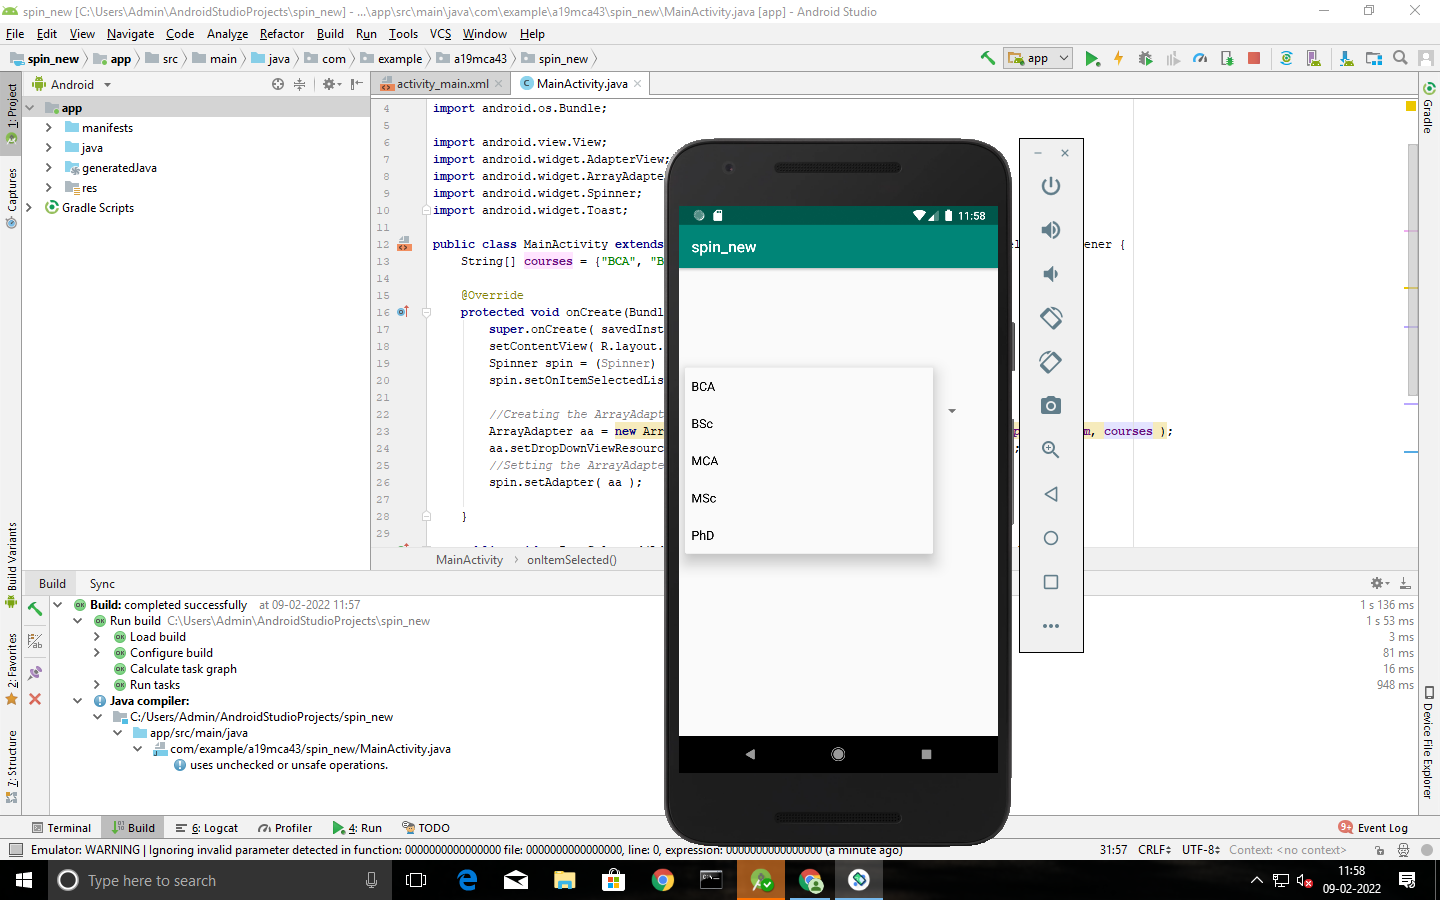 spin_new [C:\Users\Admin\AndroidStudioProjects\spin_new] - ...\app\src\main\java\com\example\a19mca43\spin_new\MainActivity.java [app] - Android Studio
File Edit View Navigate Code Analyze Refactor Build Run Tools VCS Window Help
spin_new app src main java com example a19mca43 spin_new app
1: Project
Captures
Build Variants
2: Favorites
7: Structure
Android
app
manifests
java
generatedJava
res
Gradle Scripts
activity_main.xml MainActivity.java
4 import android.os.Bundle;
5
6 import android.view.View;
7 import android.widget.AdapterView;
8 import android.widget.ArrayAdapte
9 import android.widget.Spinner;
10 import android.widget.Toast;
11
12 public class MainActivity extends ener {
13 String[] courses = {"BCA", "B
14
15 @Override
16 protected void onCreate(Bundl
17 super.onCreate( savedInst
18 setContentView( R.layout.
19 Spinner spin = (Spinner)
20 spin.setOnItemSelectedLis
21
22 //Creating the ArrayAdapt
23 ArrayAdapter aa = new Arr m, courses );
24 aa.setDropDownViewResourc ;
25 //Setting the ArrayAdapte
26 spin.setAdapter( aa );
27
28 }
29
MainActivity onItemSelected()
11:58
spin_new
BCA
BSc
MCA
MSc
PhD
Gradle
Device File Explorer
Build Sync
Build: completed successfully at 09-02-2022 11:57 1 s 136 ms
Run build C:\Users\Admin\AndroidStudioProjects\spin_new 1 s 53 ms
Load build 3 ms
Configure build 81 ms
Calculate task graph 16 ms
Run tasks 948 ms
Java compiler:
C:/Users/Admin/AndroidStudioProjects/spin_new
app/src/main/java
com/example/a19mca43/spin_new/MainActivity.java
uses unchecked or unsafe operations.
Terminal Build 6: Logcat Profiler 4: Run TODO 9+ Event Log
Emulator: WARNING | Ignoring invalid parameter detected in function: 0000000000000000 file: 0000000000000000, line: 0, expression: 0000000000000000 (a minute ago) 31:57 CRLF UTF-8 Context: <no context>
Type here to search
11:58
09-02-2022